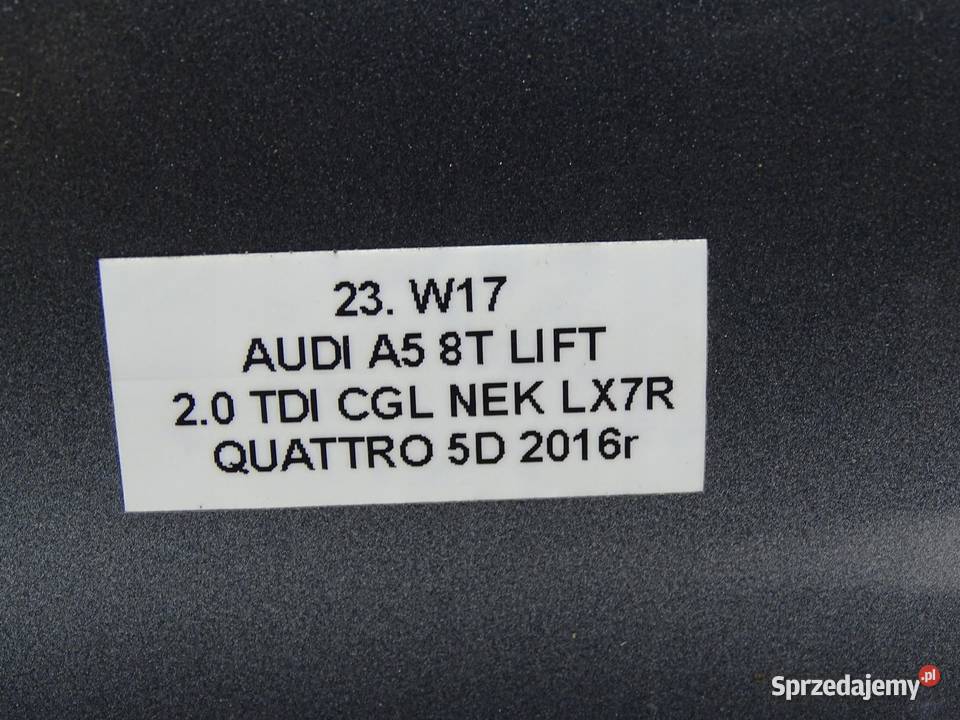 23. W17
AUDI A5 8T LIFT
2.0 TDI CGL NEK LX7R
QUATTRO 5D 2016r
Sprzedajemy.pl